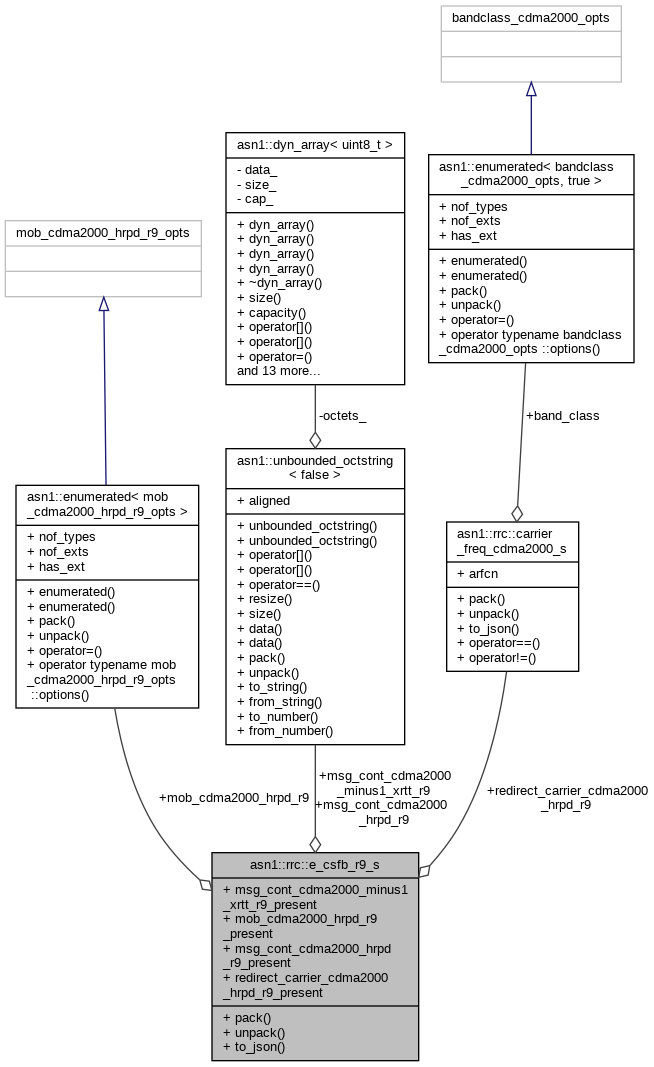 bandclass_cdma2000_opts
asn1::dyn_array< uint8_t >
- data_
- size_
- cap_
+ dyn_array()
+ dyn_array()
+ dyn_array()
+ dyn_array()
+ ~dyn_array()
+ size()
+ capacity()
+ operator[]()
+ operator[]()
+ operator=()
and 13 more...
asn1::enumerated< bandclass
_cdma2000_opts, true >
+ nof_types
+ nof_exts
+ has_ext
+ enumerated()
+ enumerated()
+ pack()
+ unpack()
+ operator=()
+ operator typename bandclass
_cdma2000_opts ::options()
mob_cdma2000_hrpd_r9_opts
-octets_
+band_class
asn1::unbounded_octstring
< false >
+ aligned
+ unbounded_octstring()
+ unbounded_octstring()
+ operator[]()
+ operator[]()
+ operator==()
+ resize()
+ size()
+ data()
+ data()
+ pack()
+ unpack()
+ to_string()
+ from_string()
+ to_number()
+ from_number()
asn1::enumerated< mob
_cdma2000_hrpd_r9_opts >
+ nof_types
+ nof_exts
+ has_ext
+ enumerated()
+ enumerated()
+ pack()
+ unpack()
+ operator=()
+ operator typename mob
_cdma2000_hrpd_r9_opts
::options()
asn1::rrc::carrier
_freq_cdma2000_s
+ arfcn
+ pack()
+ unpack()
+ to_json()
+ operator==()
+ operator!=()
+mob_cdma2000_hrpd_r9
+msg_cont_cdma2000
_minus1_xrtt_r9
+msg_cont_cdma2000
_hrpd_r9
+redirect_carrier_cdma2000
_hrpd_r9
asn1::rrc::e_csfb_r9_s
+ msg_cont_cdma2000_minus1
_xrtt_r9_present
+ mob_cdma2000_hrpd_r9
_present
+ msg_cont_cdma2000_hrpd
_r9_present
+ redirect_carrier_cdma2000
_hrpd_r9_present
+ pack()
+ unpack()
+ to_json()